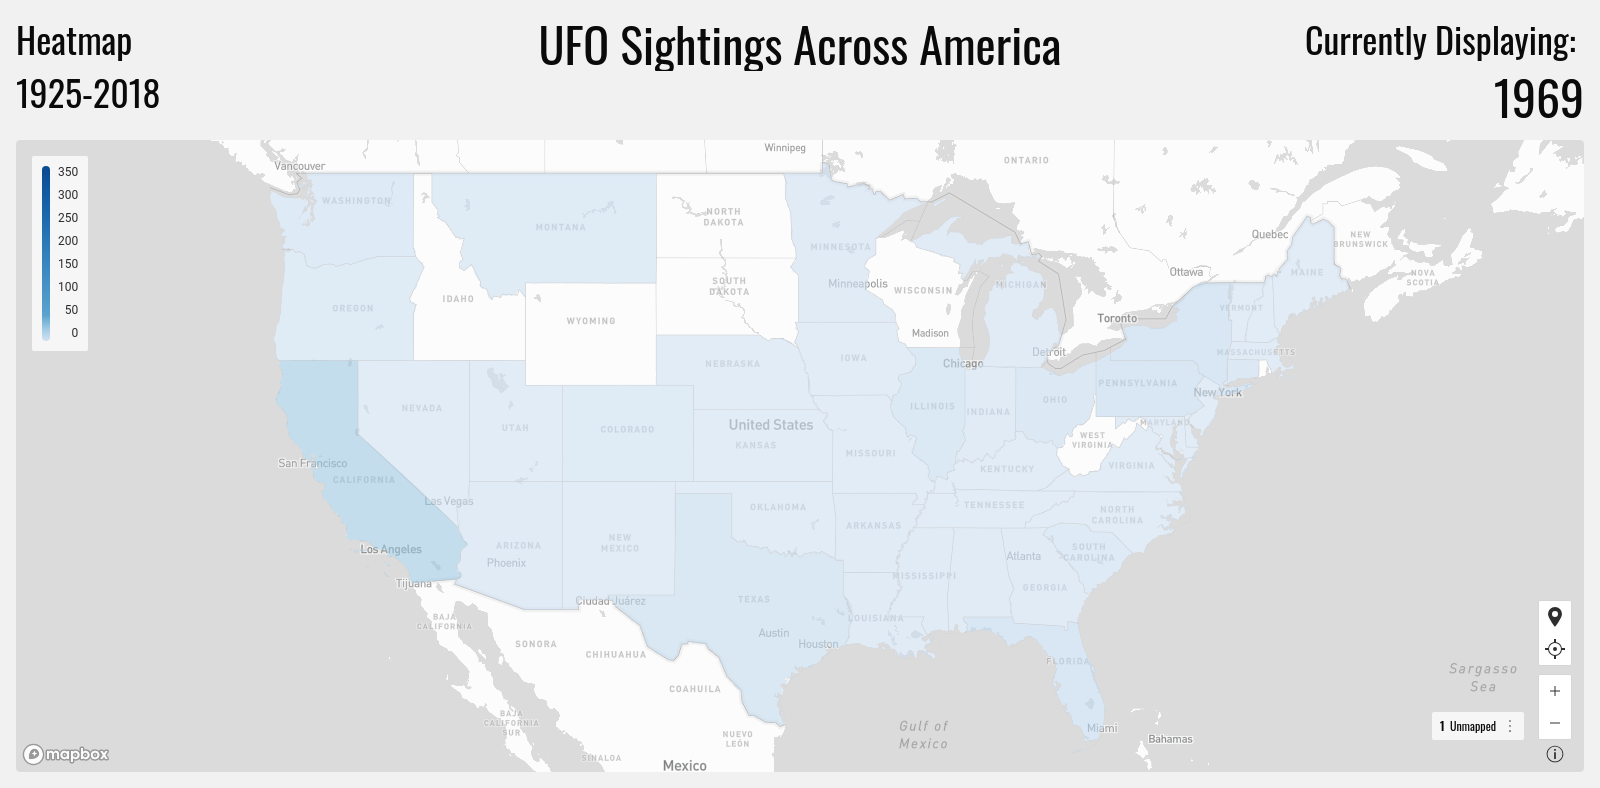 Heatmap
1925-2018
UFO Sightings Across America
Currently Displaying:
1969
350
300
250
200
150
100
50
0
Vancouver
Winnipeg
ONTARIO
WASHINGTON
MONTANA
NORTH
DAKOTA
MINNESOTA
Quebec
NEW
BRUNSWICK
Ottawa
MAINE
NOVA
SCOTIA
OREGON
IDAHO
SOUTH
DAKOTA
Minneapolis
WISCONSIN
MICHIGAN
WYOMING
Madison
Toronto
VERMONT
Detroit
MASSACHUSETTS
NEBRASKA
IOWA
Chicago
PENNSYLVANIA
New York
NEVADA
UTAH
COLORADO
United States
KANSAS
ILLINOIS
INDIANA
OHIO
MARYLAND
WEST
VIRGINIA
San Francisco
CALIFORNIA
MISSOURI
KENTUCKY
VIRGINIA
Las Vegas
OKLAHOMA
TENNESSEE
NORTH
CAROLINA
ARKANSAS
Los Angeles
ARIZONA
Phoenix
NEW
MEXICO
MISSISSIPPI
Atlanta
SOUTH
CAROLINA
GEORGIA
Tijuana
Ciudad Juárez
TEXAS
LOUISIANA
BAJA
CALIFORNIA
SONORA
CHIHUAHUA
Austin
Houston
FLORIDA
Sargasso
Sea
COAHUILA
BAJA
CALIFORNIA
SUR
Gulf of
Mexico
Miami
Bahamas
NUEVO
LEÓN
SINALOA
Mexico
1 Unmapped
mapbox